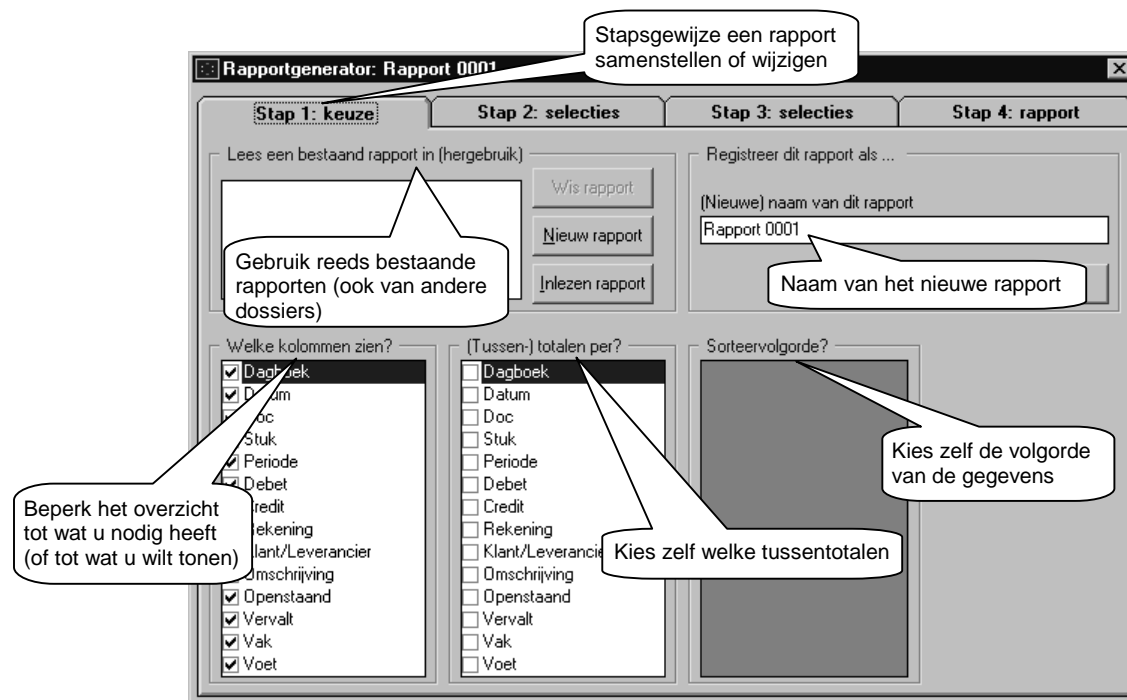 Stapsgewijze een rapport
samenstellen of wijzigen
Rapportgenerator: Rapport 0001
Stap 1: keuze
Stap 2: selecties
Stap 3: selecties
Stap 4: rapport
Lees een bestaand rapport in (hergebruik)
Wis rapport
Nieuw rapport
Inlezen rapport
Gebruik reeds bestaande
rapporten (ook van andere
dossiers)
Registreer dit rapport als ...
(Nieuwe) naam van dit rapport
Rapport 0001
Naam van het nieuwe rapport
Welke kolommen zien?
Dagboek
Datum
Doc
Stuk
Periode
Debet
Credit
Rekening
Klant/Leverancier
Omschrijving
Openstaand
Vervalt
Vak
Voet
Beperk het overzicht
tot wat u nodig heeft
(of tot wat u wilt tonen)
(Tussen-) totalen per?
Dagboek
Datum
Doc
Stuk
Periode
Debet
Credit
Rekening
Klant/Leverancier
Omschrijving
Openstaand
Vervalt
Vak
Voet
Kies zelf welke tussentotalen
Sorteervolgorde?
Kies zelf de volgorde
van de gegevens